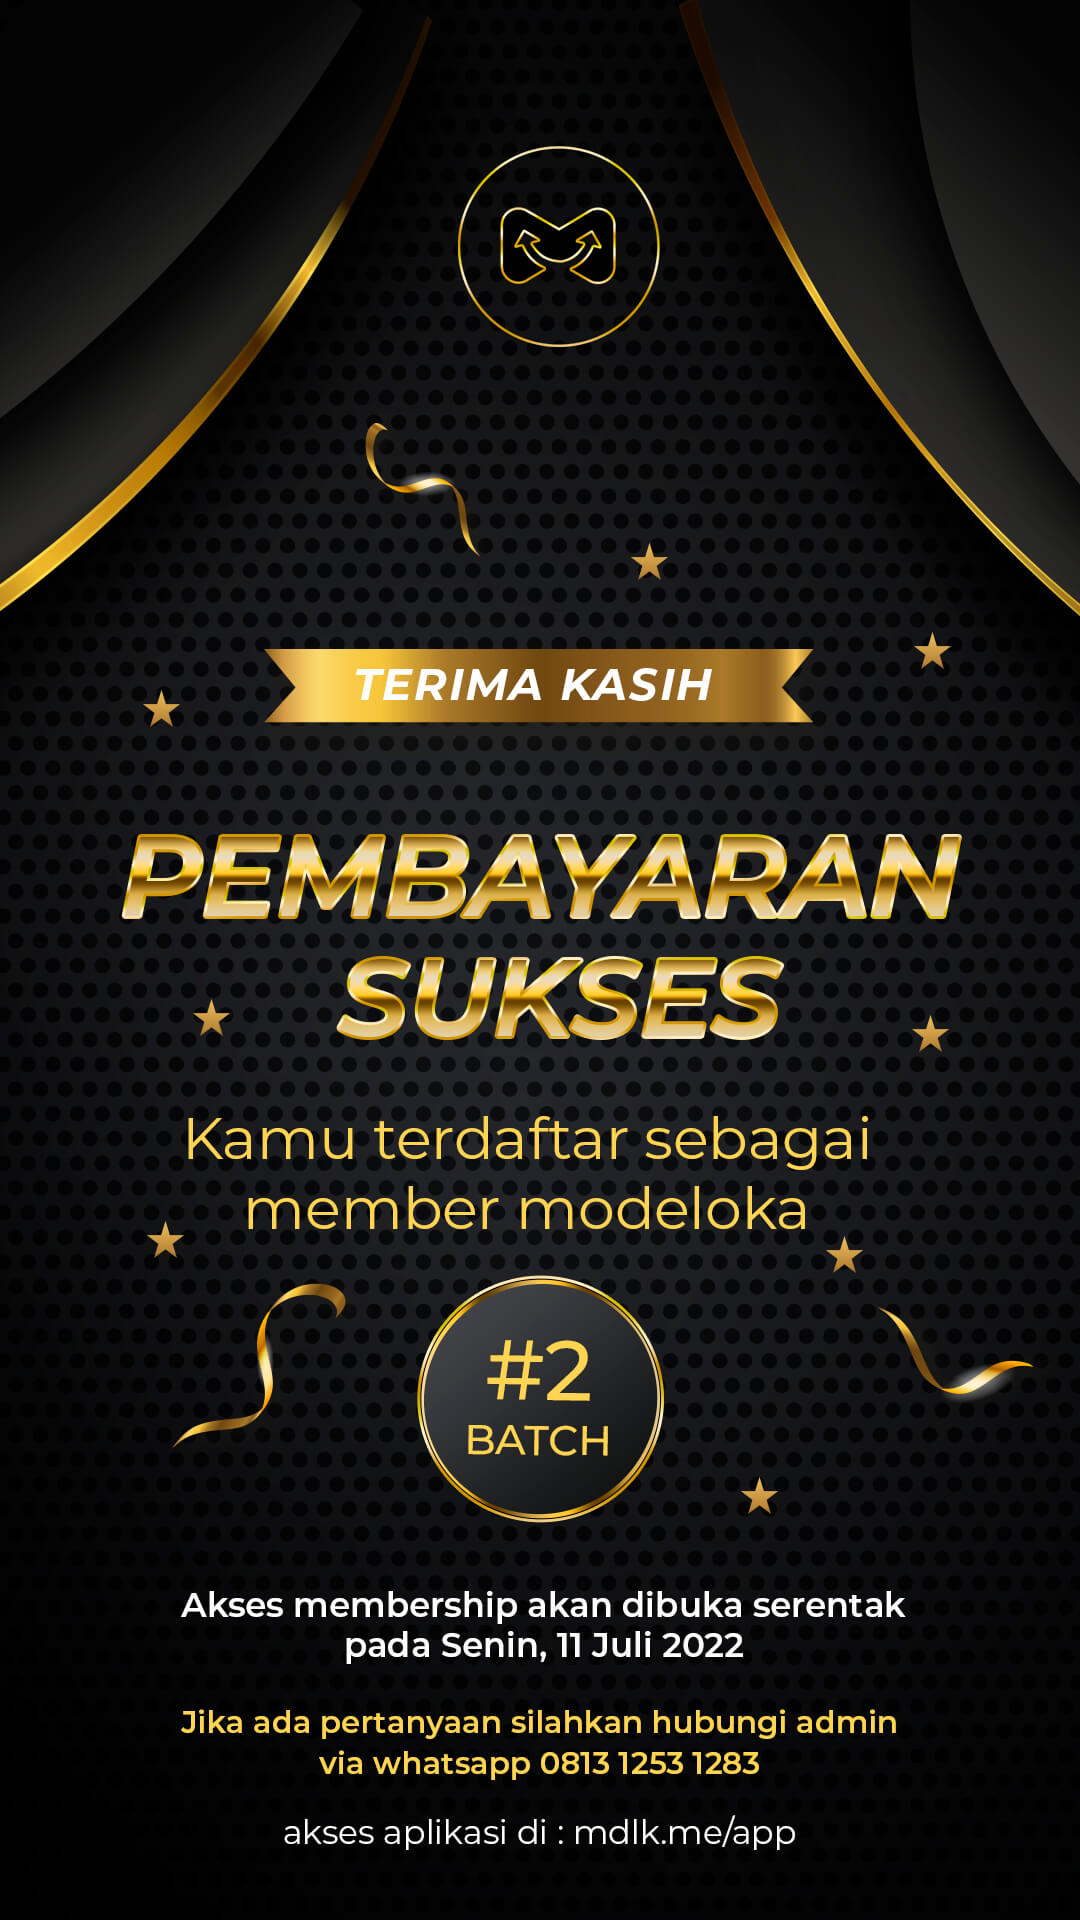 TERIMA KASIH
PEMBAYARAN
SUKSES
Kamu terdaftar sebagai
member modeloka
#2
BATCH
Akses membership akan dibuka serentak
pada Senin, 11 Juli 2022
Jika ada pertanyaan silahkan hubungi admin
via whatsapp 0813 1253 1283
akses aplikasi di : mdlk.me/app